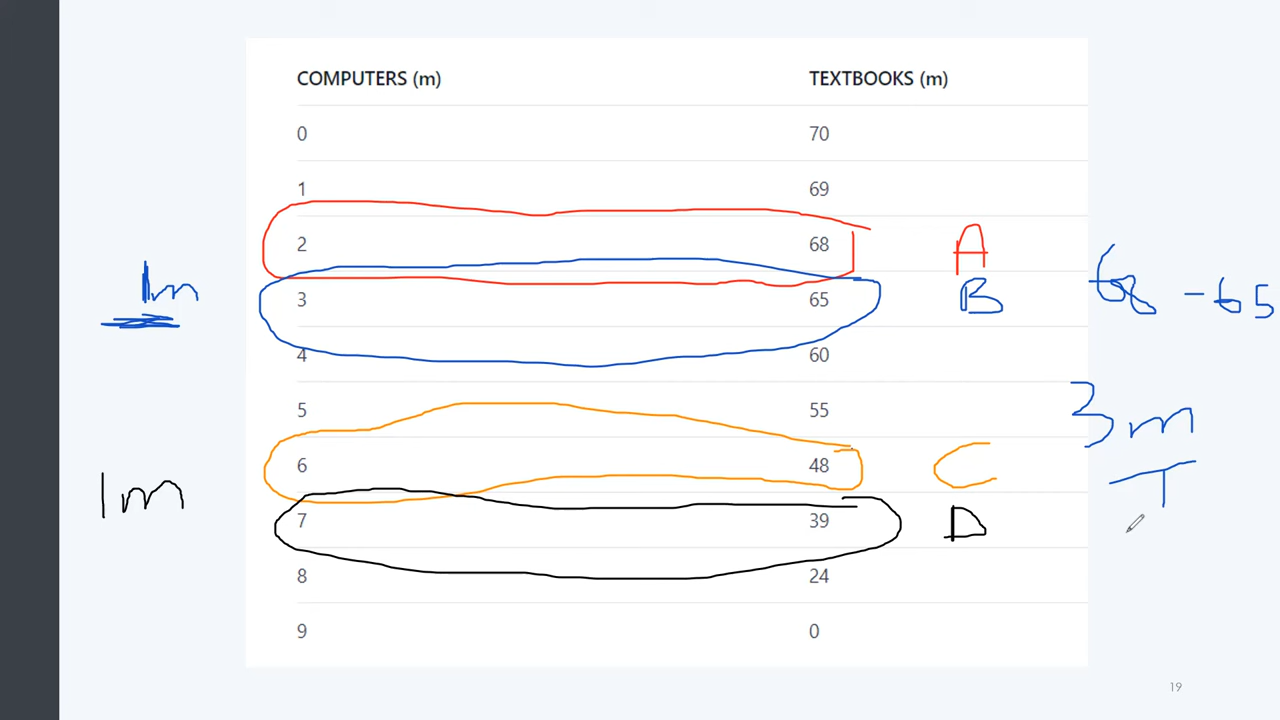 COMPUTERS (m) TEXTBOOKS (m)
0 70
1 69
2 68 A
3 65 B
1m 68 - 65
4 60
5 55 3m
6 48 C T
1m
7 39 D
8 24
9 0
19